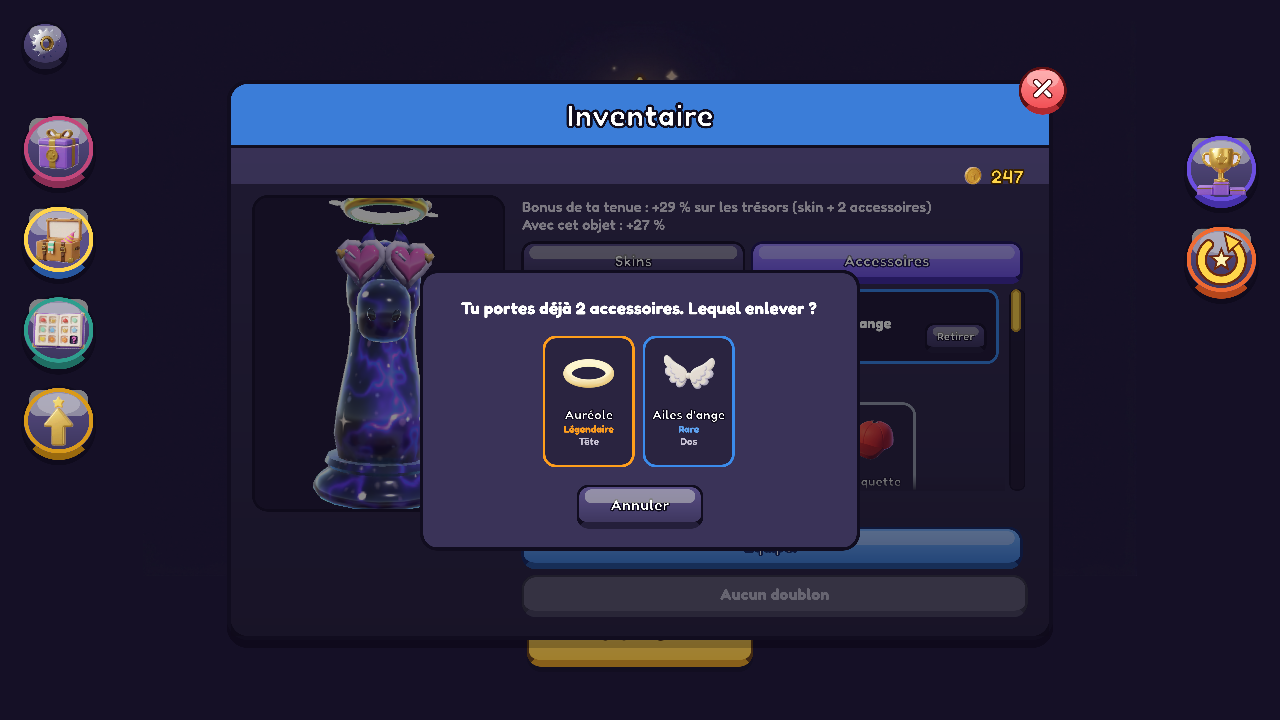 Inventaire
247
Bonus de ta tenue : +29 % sur les trésors (skin + 2 accessoires)
Avec cet objet : +27 %
Skins
Accessoires
Tu portes déjà 2 accessoires. Lequel enlever ?
ange
Retirer
Auréole
Légendaire
Tête
Ailes d'ange
Rare
Dos
quette
Annuler
Aucun doublon